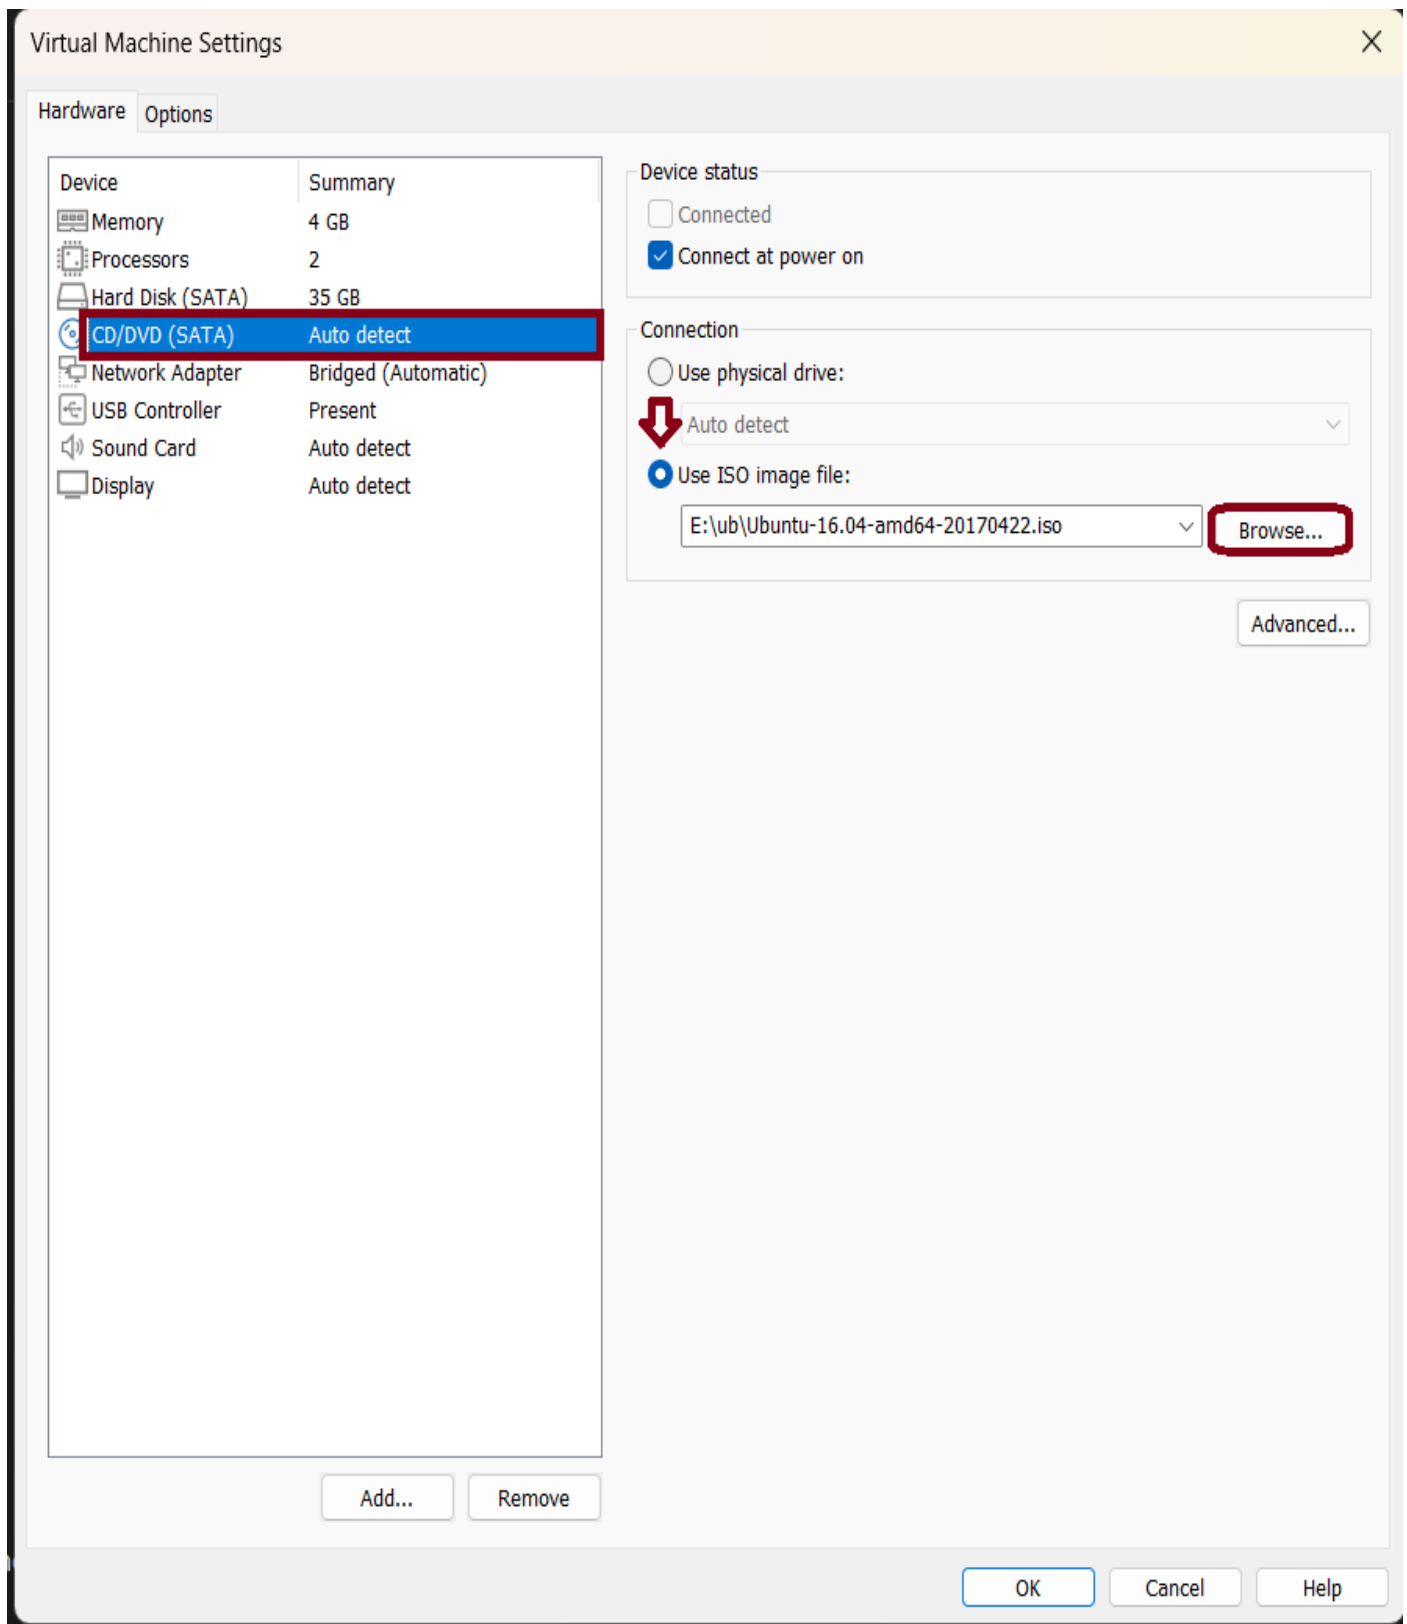 Virtual Machine Settings
Hardware
Options
Device Summary
Memory 4 GB
Processors 2
Hard Disk (SATA) 35 GB
CD/DVD (SATA) Auto detect
Network Adapter Bridged (Automatic)
USB Controller Present
Sound Card Auto detect
Display Auto detect
Add...
Remove
Device status
Connected
Connect at power on
Connection
Use physical drive:
Auto detect
Use ISO image file:
E:\ub\Ubuntu-16.04-amd64-20170422.iso
Browse...
Advanced...
OK
Cancel
Help